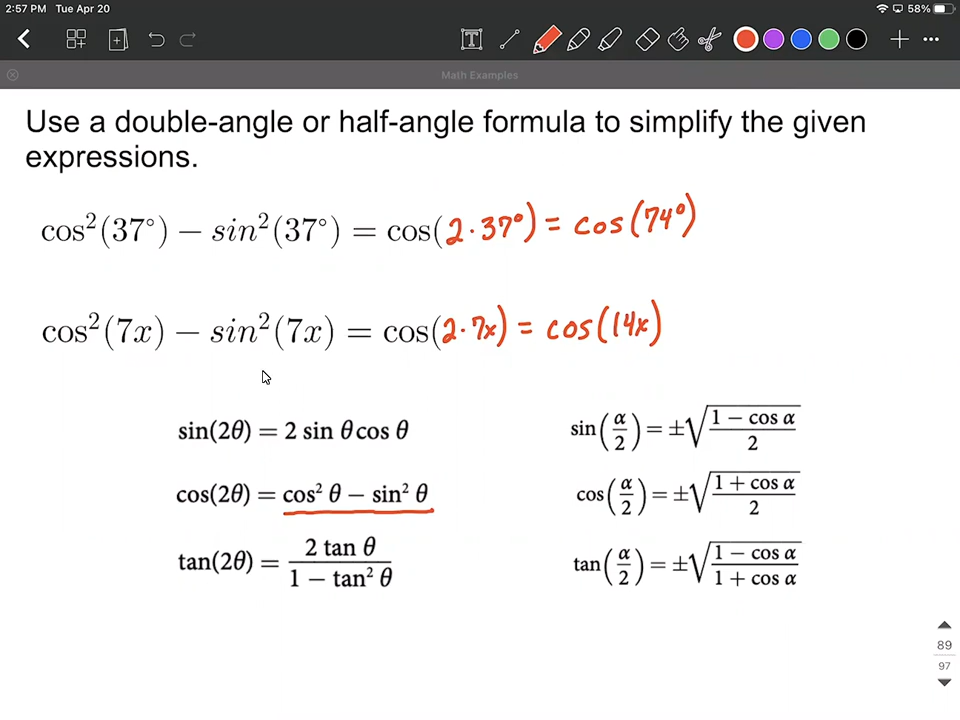 2:57 PM Tue Apr 20 58%
Math Examples
Use a double-angle or half-angle formula to simplify the given
expressions.
cos²(37°) − sin²(37°) = cos(2·37°) = cos(74°)
cos²(7x) − sin²(7x) = cos(2·7x) = cos(14x)
sin(2θ) = 2 sin θ cos θ
cos(2θ) = cos² θ − sin² θ
tan(2θ) = 2 tan θ / 1 − tan² θ
sin(α/2) = ±√(1 − cos α / 2)
cos(α/2) = ±√(1 + cos α / 2)
tan(α/2) = ±√(1 − cos α / 1 + cos α)
89
97